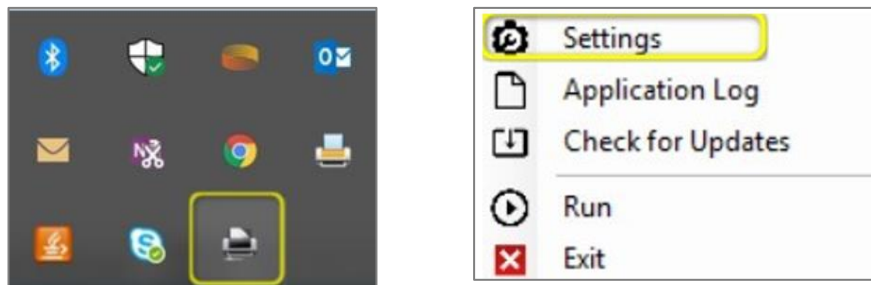 Settings
Application Log
Check for Updates
Run
Exit